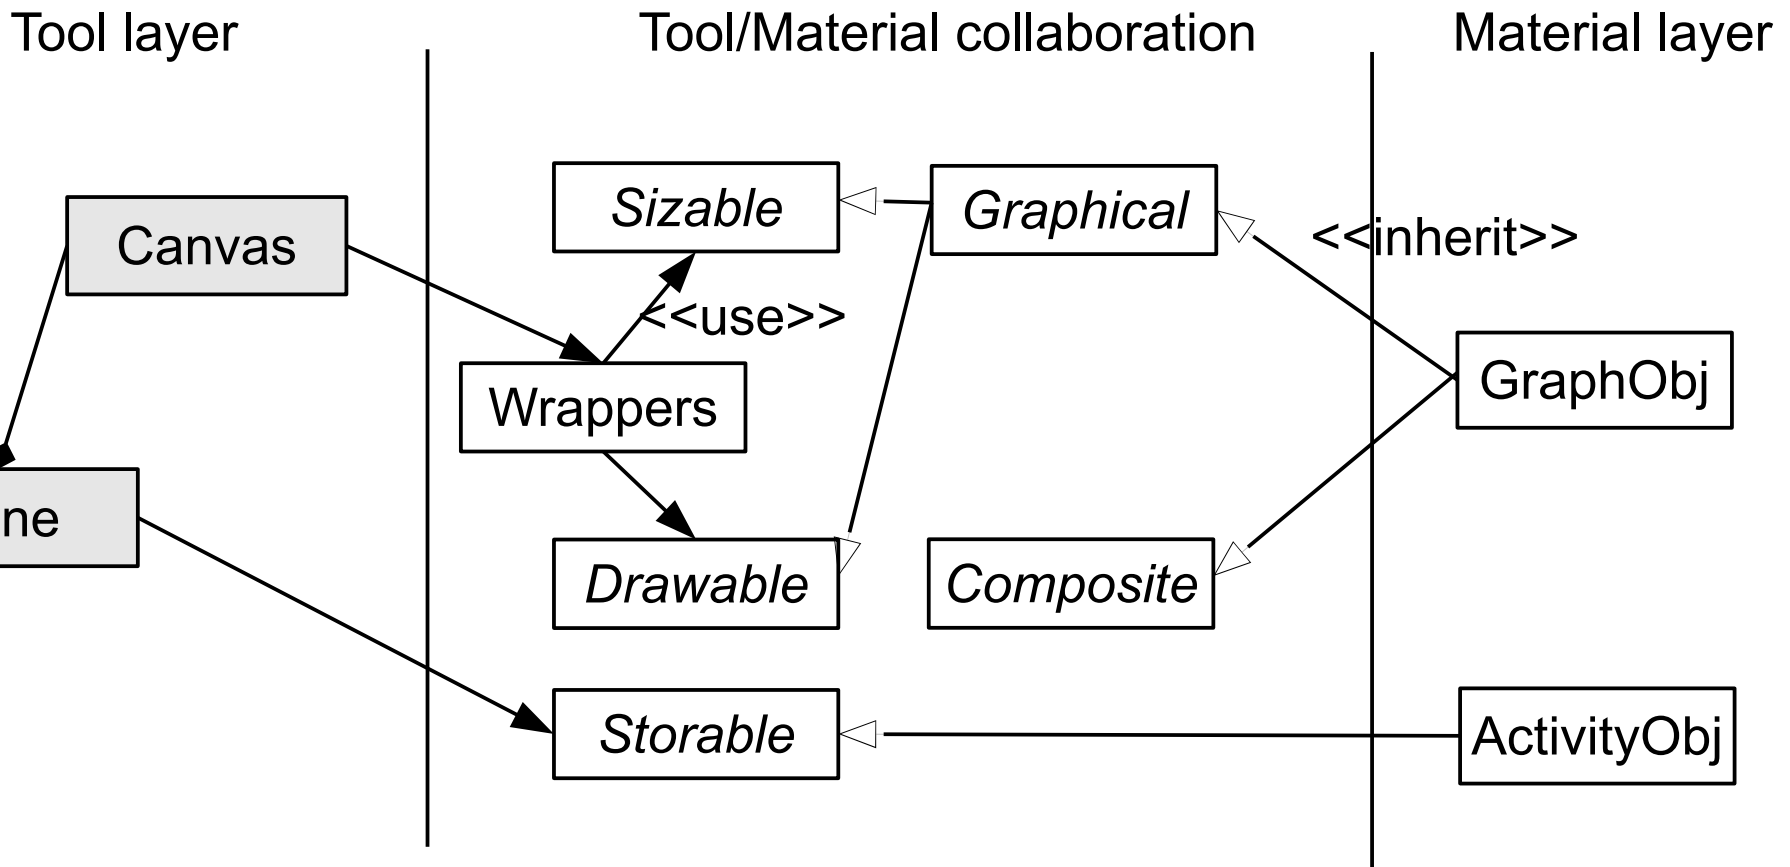 Tool layer
Tool/Material collaboration
Material layer
Sizable
Graphical
Canvas
<<inherit>>
<<use>>
GraphObj
Wrappers
ne
Drawable
Composite
Storable
ActivityObj